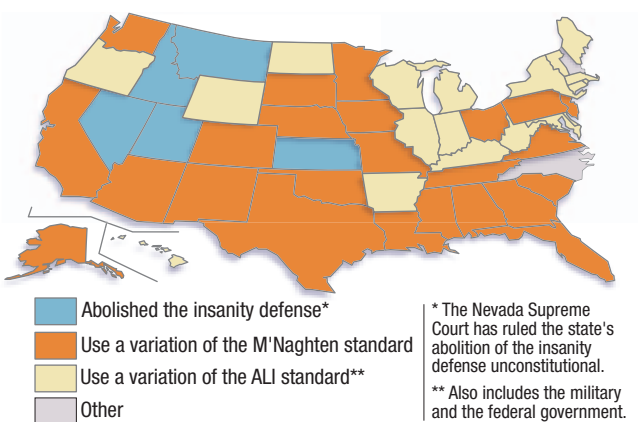 Abolished the insanity defense*
Use a variation of the M'Naghten standard
Use a variation of the ALI standard**
Other
* The Nevada Supreme
Court has ruled the state's
abolition of the insanity
defense unconstitutional.
** Also includes the military
and the federal government.